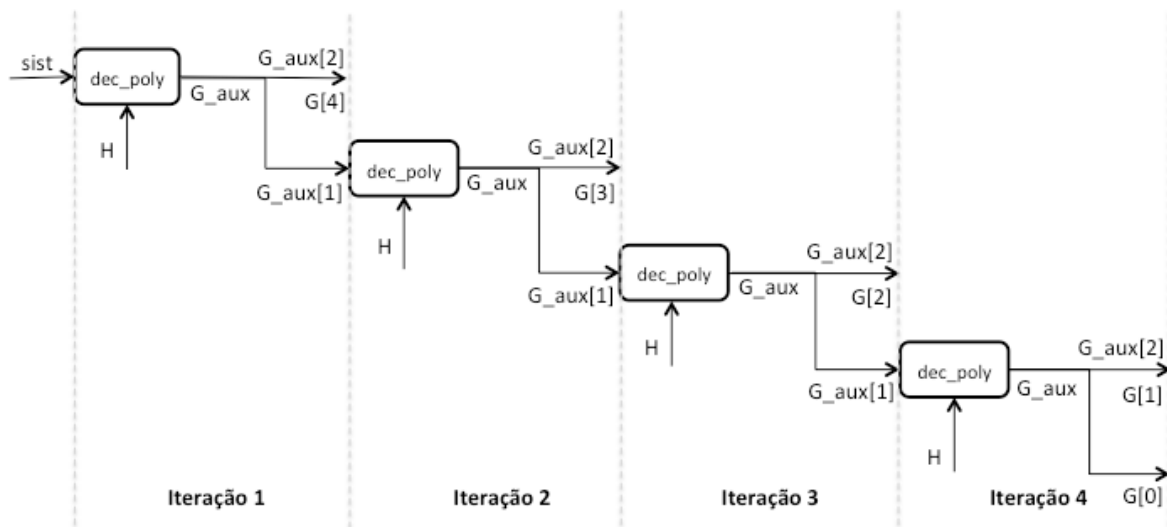 sist
dec_poly
G_aux
G_aux[2]
G[4]
H
G_aux[1]
dec_poly
G_aux
G_aux[2]
G[3]
H
G_aux[1]
dec_poly
G_aux
G_aux[2]
G[2]
H
G_aux[1]
dec_poly
G_aux
G_aux[2]
G[1]
H
G[0]
Iteração 1
Iteração 2
Iteração 3
Iteração 4